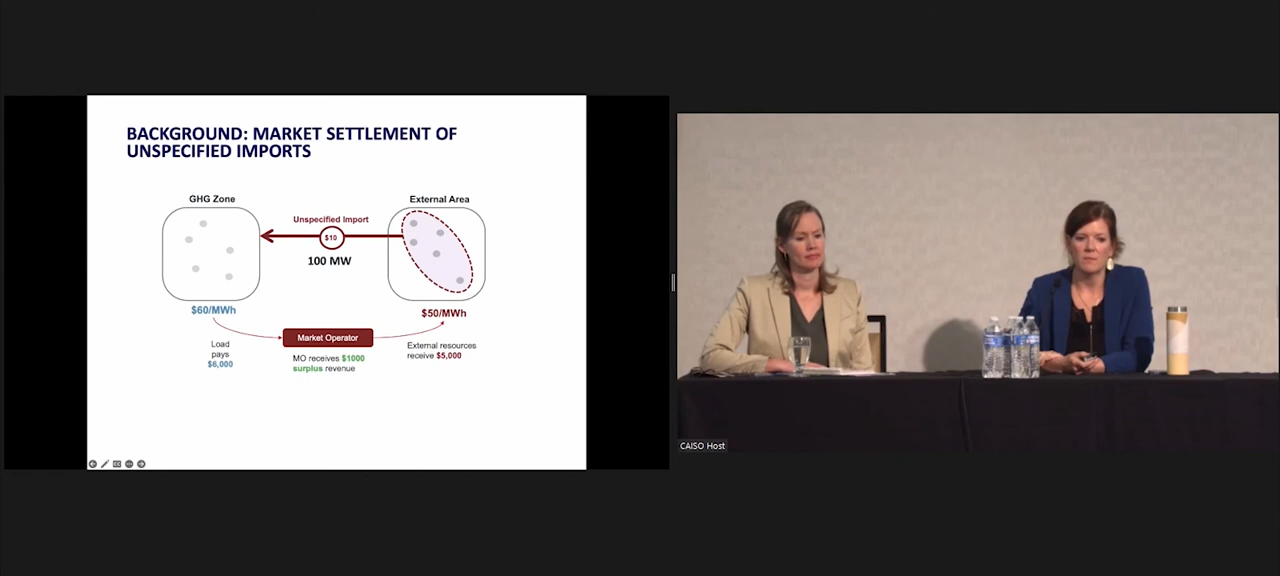 BACKGROUND: MARKET SETTLEMENT OF
UNSPECIFIED IMPORTS
GHG Zone
External Area
Unspecified Import
$10
100 MW
$60/MWh
$50/MWh
Market Operator
Load
pays
$6,000
MO receives $1000
surplus revenue
External resources
receive $5,000
CAISO Host